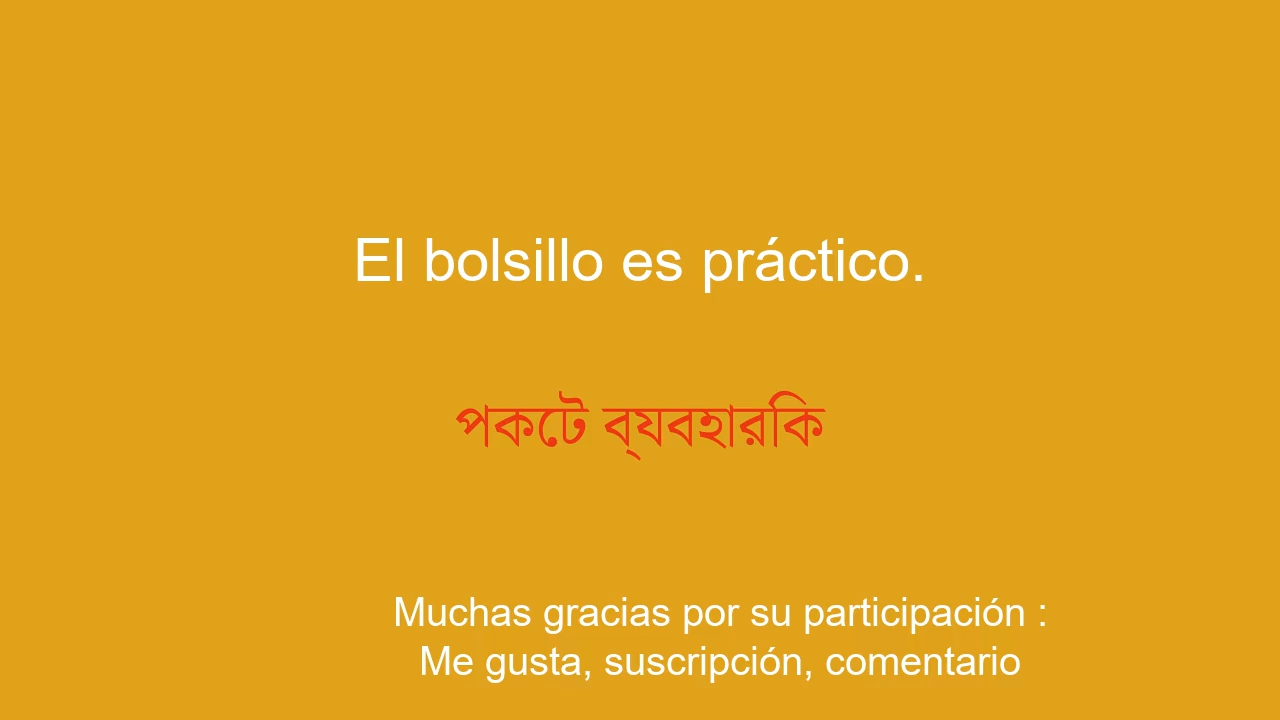 El bolsillo es práctico.
পকেট ব্যবহারিক
Muchas gracias por su participación :
Me gusta, suscripción, comentario